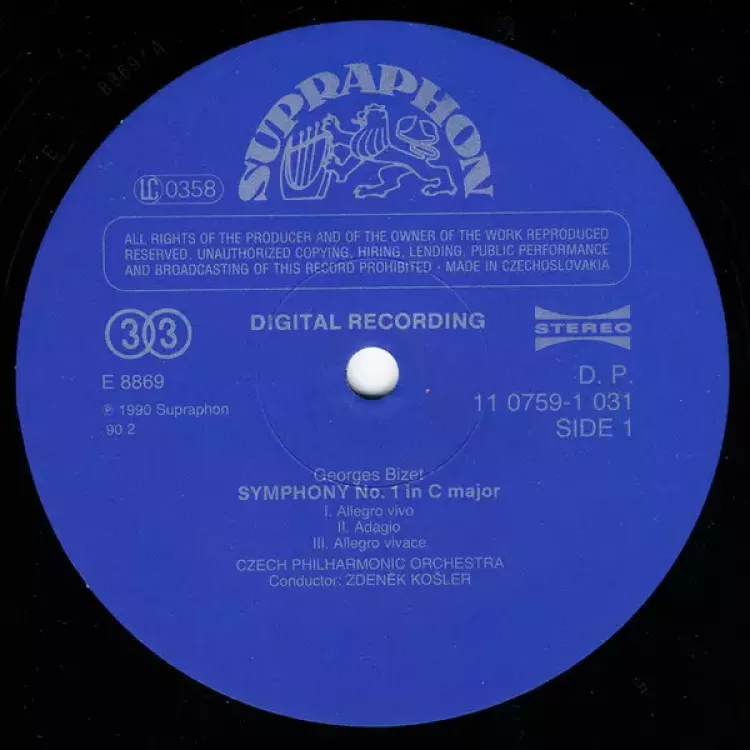 8869/A
E
SUPRAPHON
LC 0358
ALL RIGHTS OF THE PRODUCER AND OF THE OWNER OF THE WORK REPRODUCED
RESERVED. UNAUTHORIZED COPYING, HIRING, LENDING, PUBLIC PERFORMANCE
AND BROADCASTING OF THIS RECORD PROHIBITED · MADE IN CZECHOSLOVAKIA
33
DIGITAL RECORDING
STEREO
E 8869
D. P.
℗ 1990 Supraphon
11 0759-1 031
90 2
SIDE 1
Georges Bizet
SYMPHONY No. 1 in C major
I. Allegro vivo
II. Adagio
III. Allegro vivace
CZECH PHILHARMONIC ORCHESTRA
Conductor: ZDENĚK KOŠLER